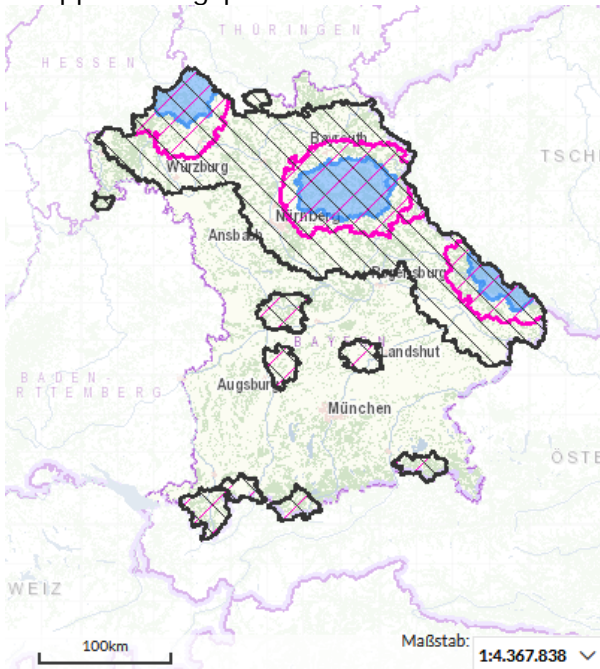 THÜRINGEN
HESSEN
Bayreuth
TSCH
Würzburg
Nürnberg
Ansbach
Regensburg
BAYERN
Landshut
BADEN
RTTEMBERG
Augsburg
München
ÖSTE
WEIZ
100km
Maßstab:
1:4.367.838